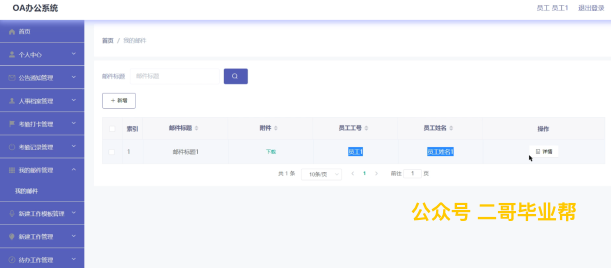 OA办公系统
员工 员工1 退出登录
首页
个人中心
公告通知管理
人事档案管理
考勤打卡管理
考勤记录管理
我的邮件管理
我的邮件
新建工作模板管理
新建工作管理
待办工作管理
首页 / 我的邮件
邮件标题 邮件标题
+ 新增
索引 邮件标题 附件 员工工号 员工姓名 操作
1 邮件标题1 下载 员工1 员工姓名1 详情
共 1 条 10条/页 < 1 > 前往 1 页
公众号 二哥毕业帮